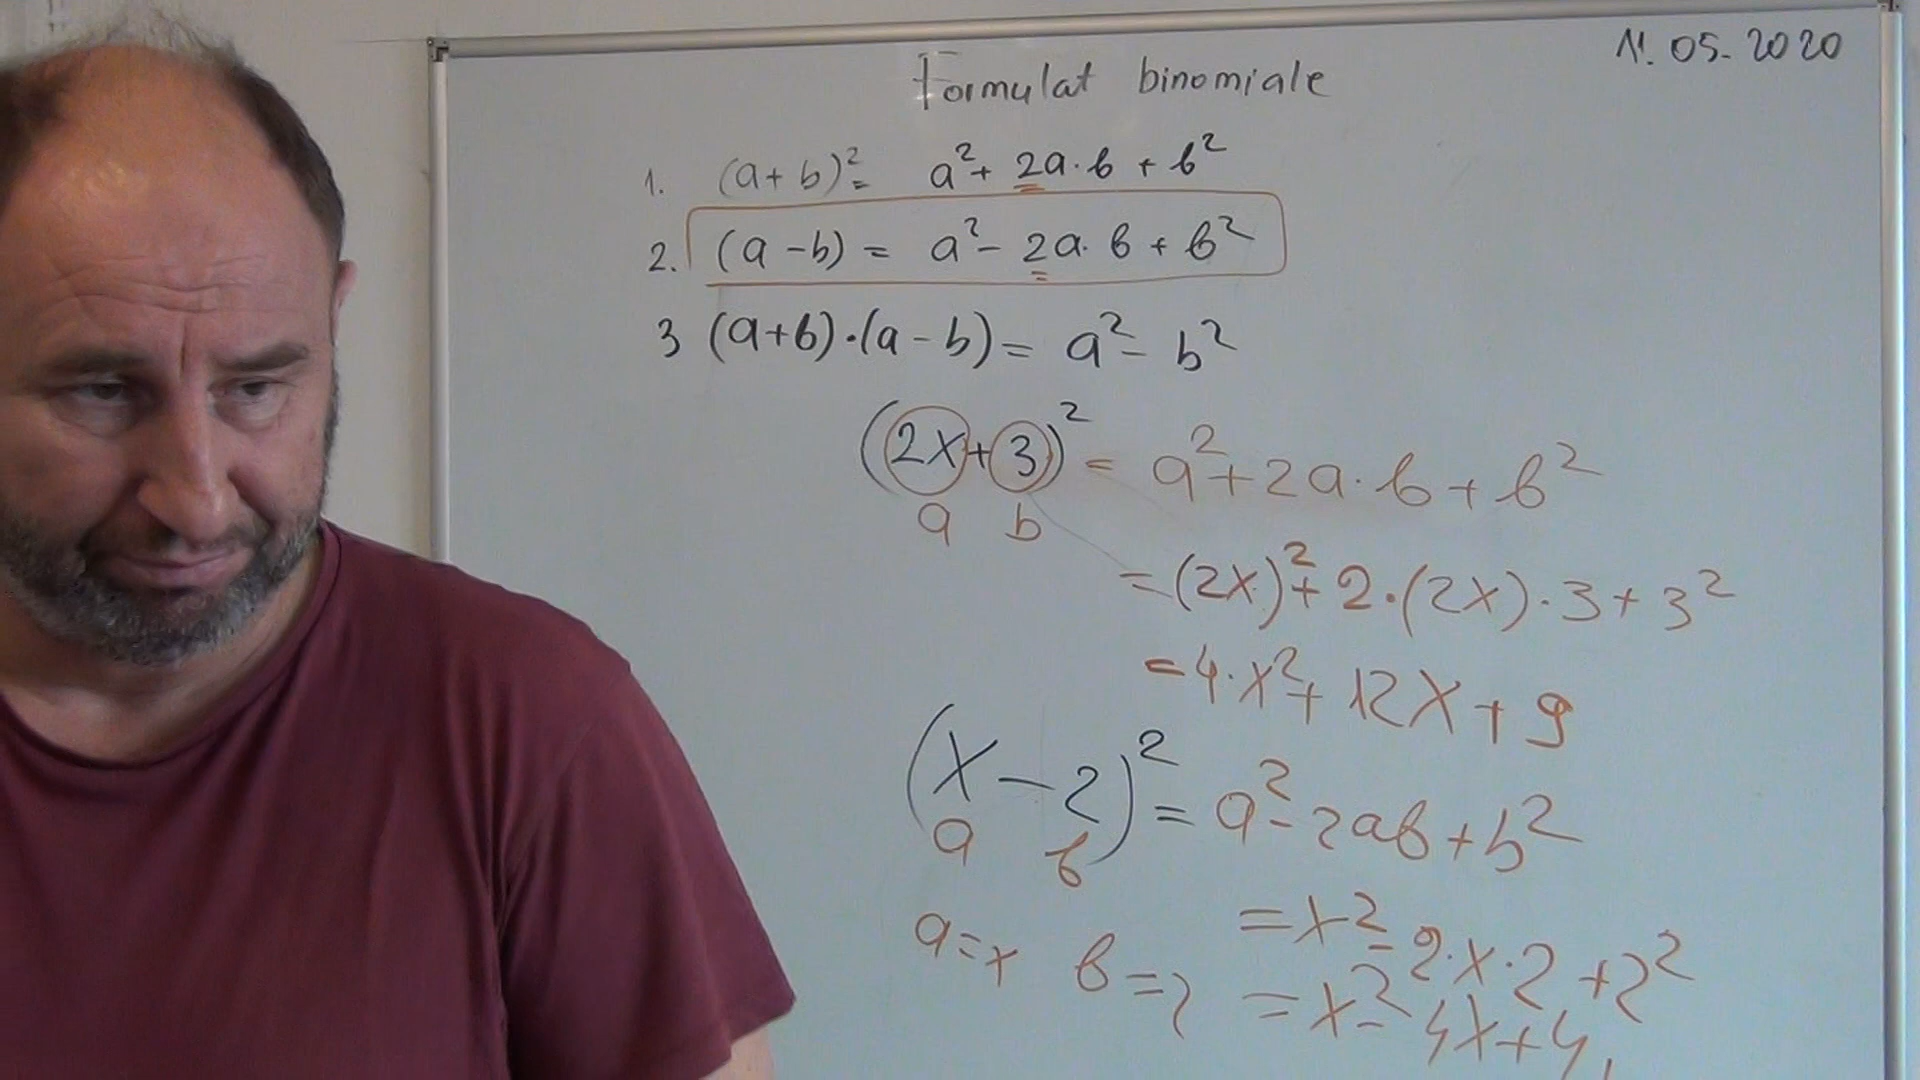 11.05.2020
Formulat binomiale
1. (a+b)²= a²+2a·b+b²
2. (a-b) = a²-2a·b+b²
3 (a+b)·(a-b)= a²-b²
(2x+3)² = a²+2a·b+b²
a b
=(2x)²+2·(2x)·3+3²
=4·x²+12x+9
(x-2)²= a²-2ab+b²
a b
a=x b=2 =x²-2·x·2+2²
=x²-4x+4